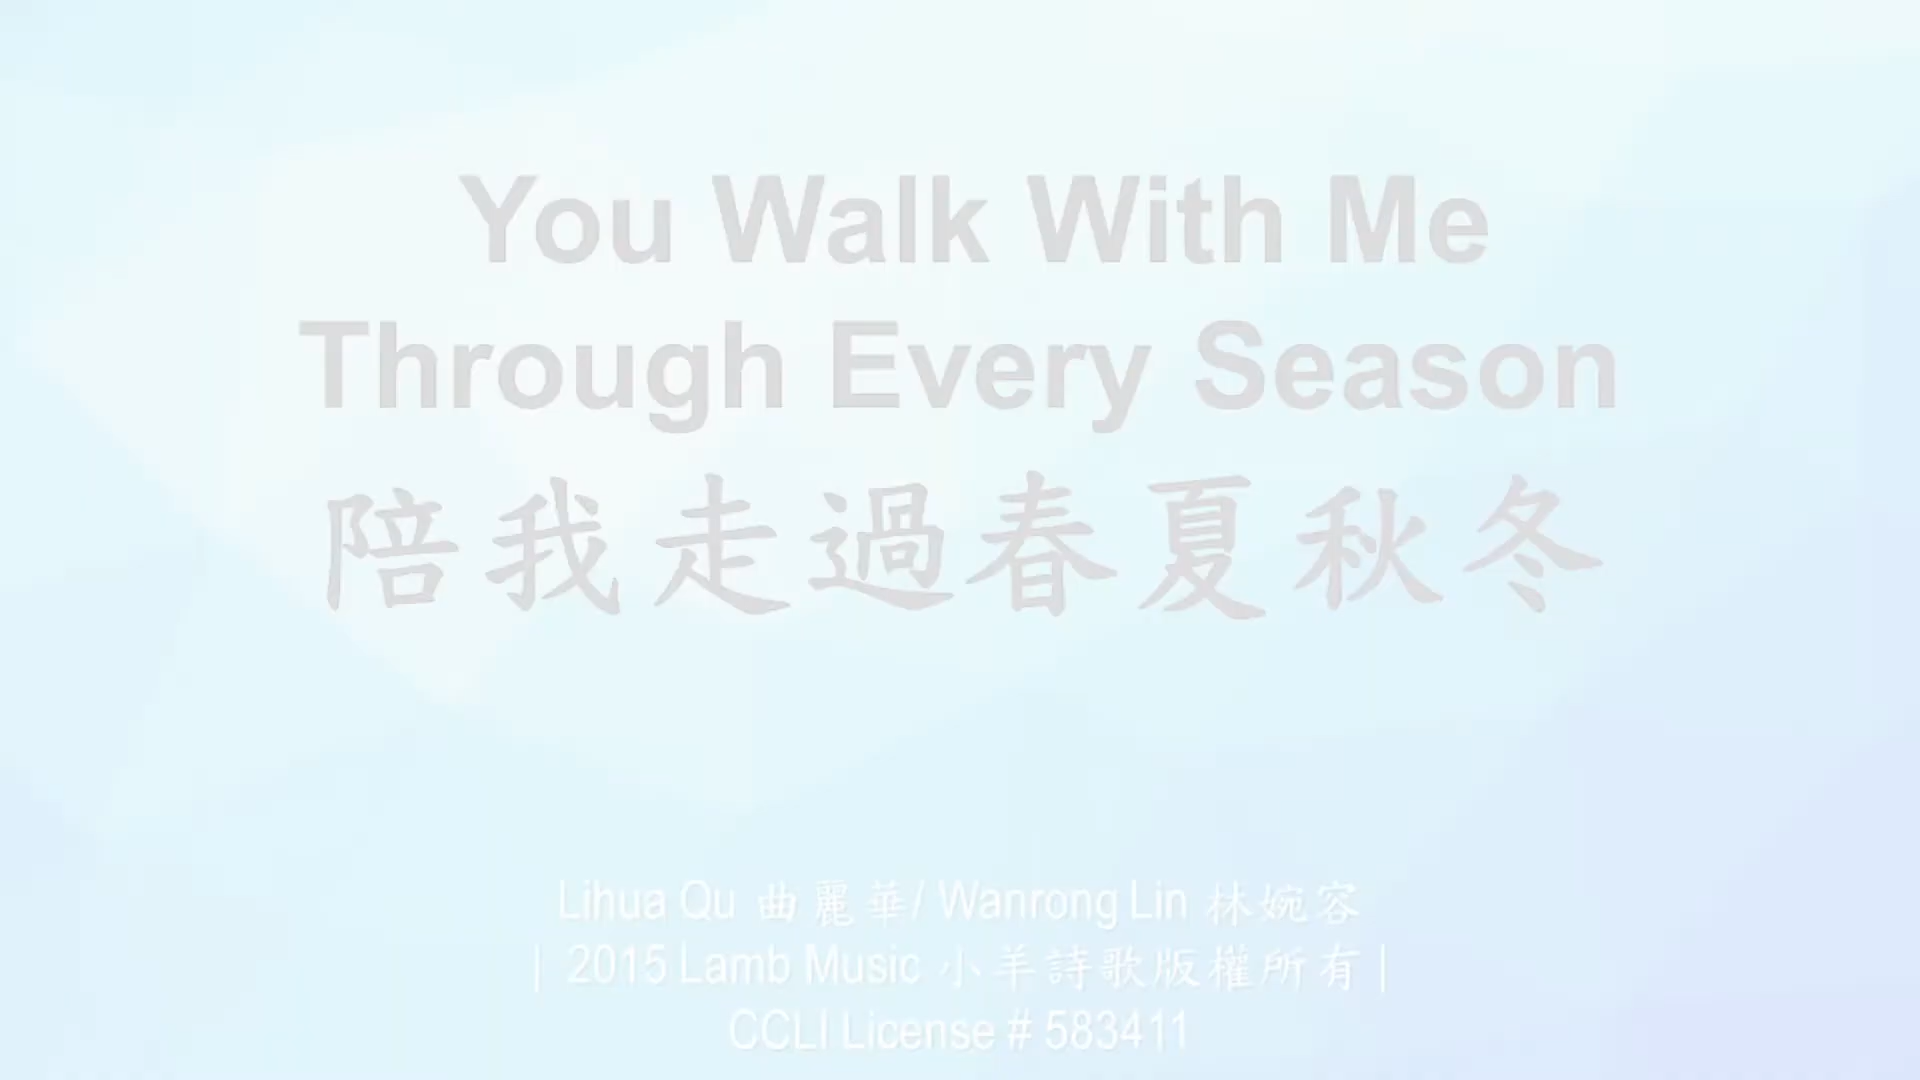 You Walk With Me
Through Every Season
陪我走過春夏秋冬
Lihua Qu 曲麗華/ Wanrong Lin 林婉容
| 2015 Lamb Music 小羊詩歌版權所有 |
CCLI License # 583411